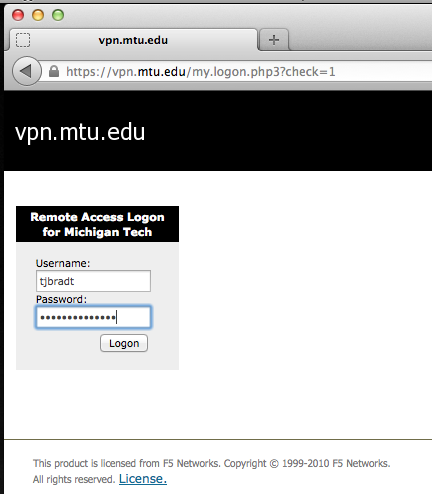 vpn.mtu.edu
https://vpn.mtu.edu/my.logon.php3?check=1
vpn.mtu.edu
Remote Access Logon
for Michigan Tech
Username:
tjbradt
Password:
••••••••••••••
Logon
This product is licensed from F5 Networks. Copyright © 1999-2010 F5 Networks.
All rights reserved. License.